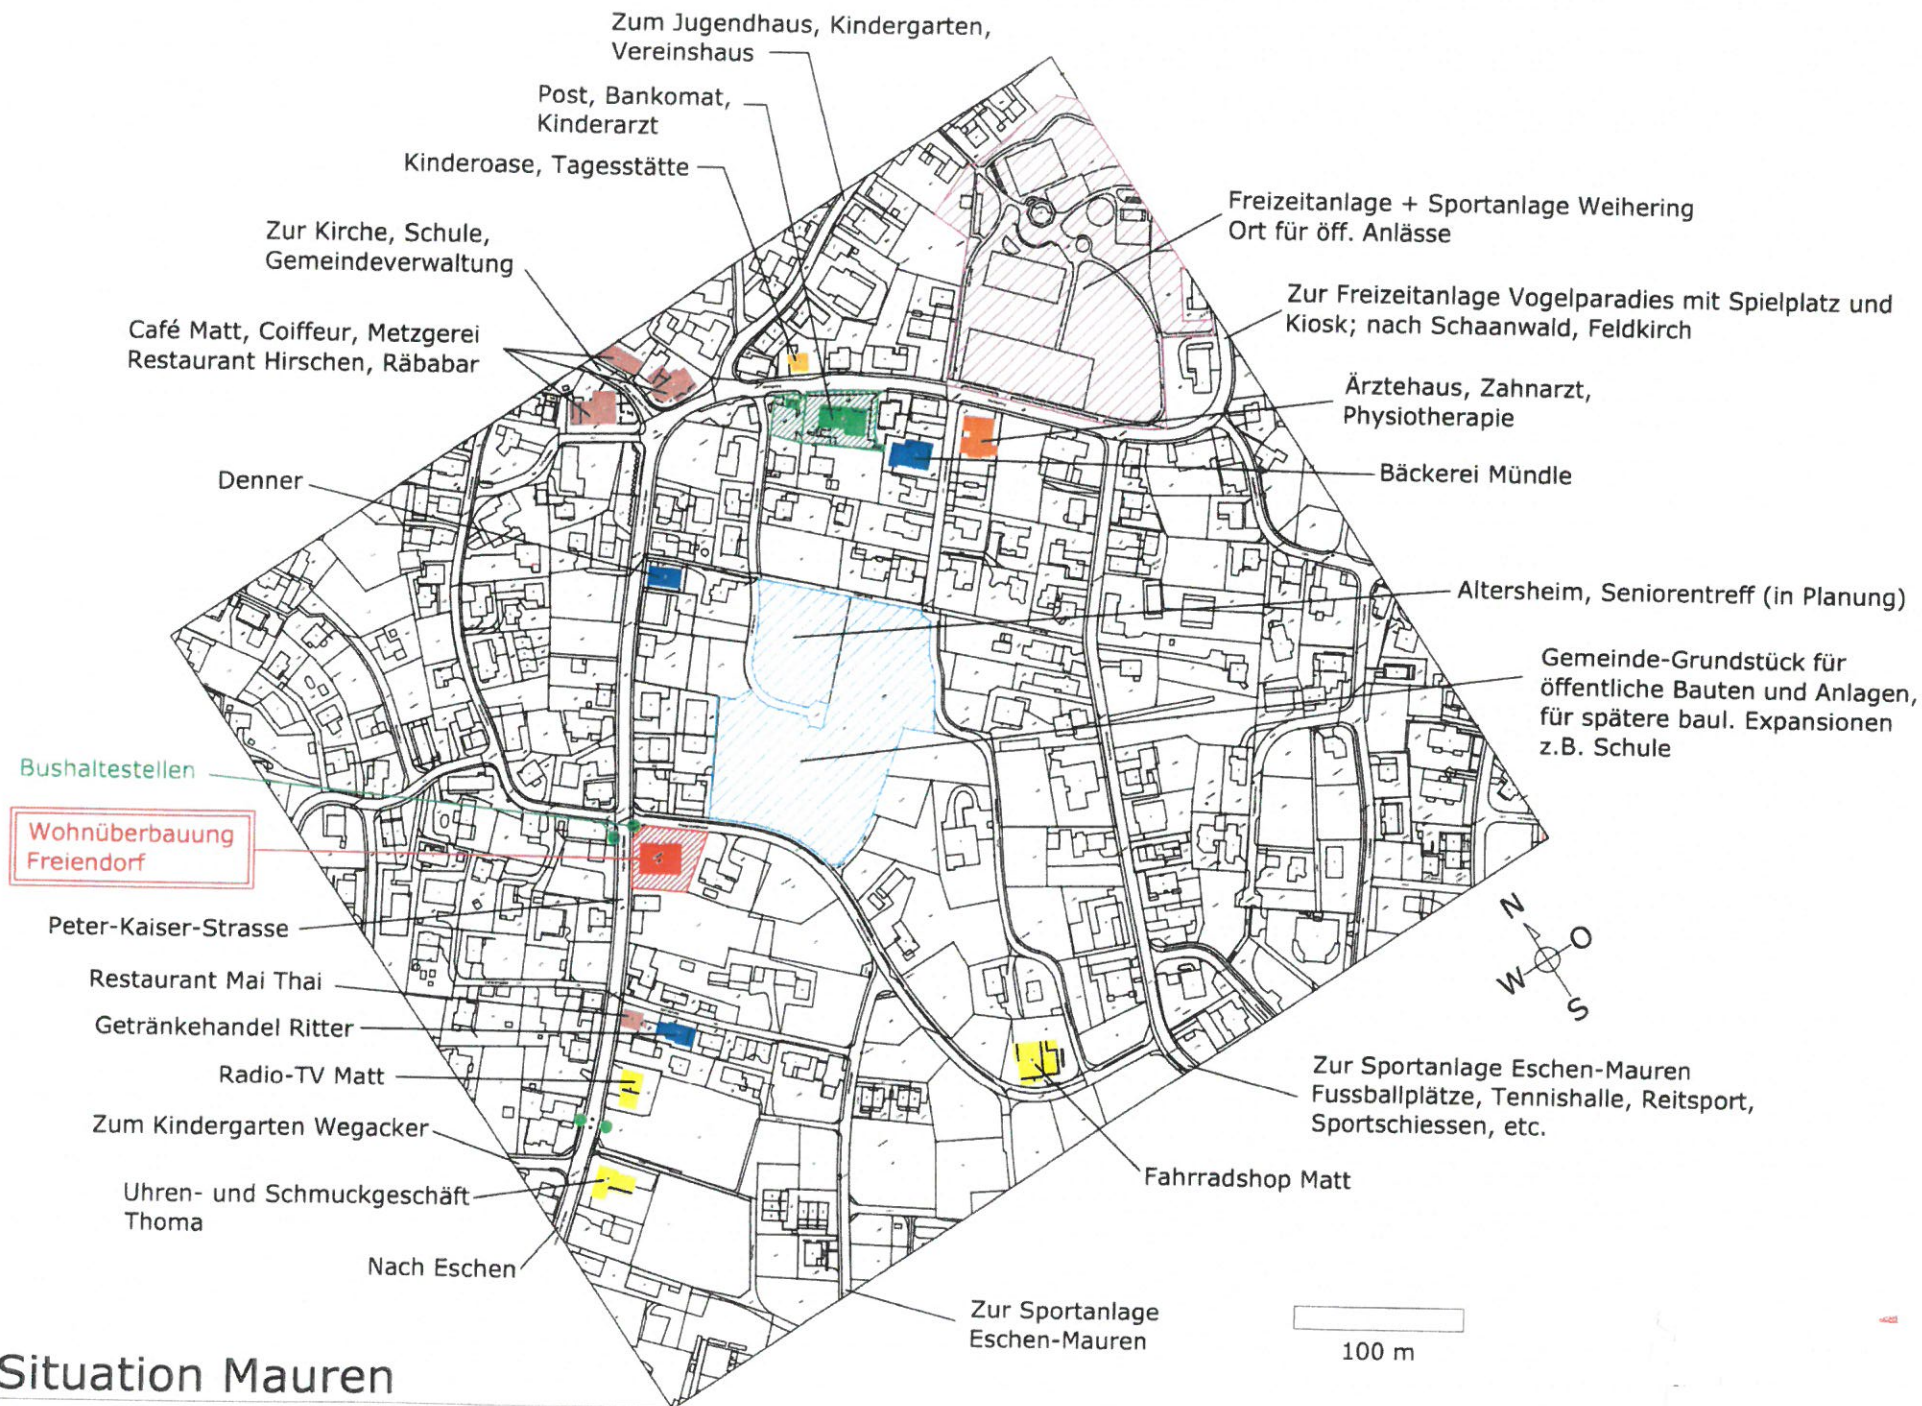 Zum Jugendhaus, Kindergarten,
Vereinshaus
Post, Bankomat,
Kinderarzt
Kinderoase, Tagesstätte
Zur Kirche, Schule,
Gemeindeverwaltung
Café Matt, Coiffeur, Metzgerei
Restaurant Hirschen, Räbabar
Denner
Bushaltestellen
Wohnüberbauung
Freiendorf
Peter-Kaiser-Strasse
Restaurant Mai Thai
Getränkehandel Ritter
Radio-TV Matt
Zum Kindergarten Wegacker
Uhren- und Schmuckgeschäft
Thoma
Nach Eschen
Freizeitanlage + Sportanlage Weihering
Ort für öff. Anlässe
Zur Freizeitanlage Vogelparadies mit Spielplatz und
Kiosk; nach Schaanwald, Feldkirch
Ärztehaus, Zahnarzt,
Physiotherapie
Bäckerei Mündle
Altersheim, Seniorentreff (in Planung)
Gemeinde-Grundstück für
öffentliche Bauten und Anlagen,
für spätere baul. Expansionen
z.B. Schule
N
O
W
S
Zur Sportanlage Eschen-Mauren
Fussballplätze, Tennishalle, Reitsport,
Sportschiessen, etc.
Fahrradshop Matt
Zur Sportanlage
Eschen-Mauren
100 m
Situation Mauren